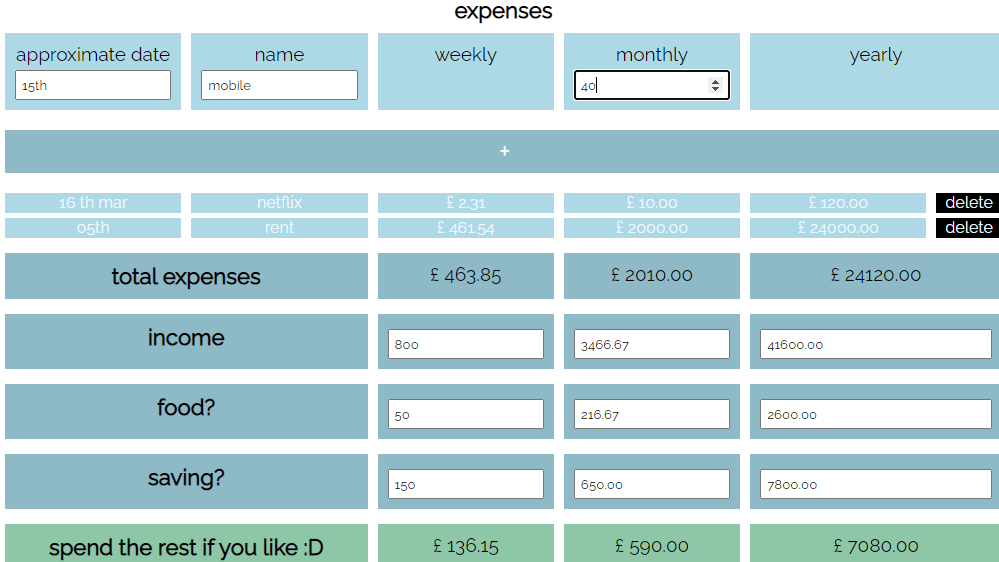 expenses
approximate date name weekly monthly yearly
15th mobile 40
+
16 th mar netflix £ 2.31 £ 10.00 £ 120.00 delete
05th rent £ 461.54 £ 2000.00 £ 24000.00 delete
total expenses £ 463.85 £ 2010.00 £ 24120.00
income 800 3466.67 41600.00
food? 50 216.67 2600.00
saving? 150 650.00 7800.00
spend the rest if you like :D £ 136.15 £ 590.00 £ 7080.00